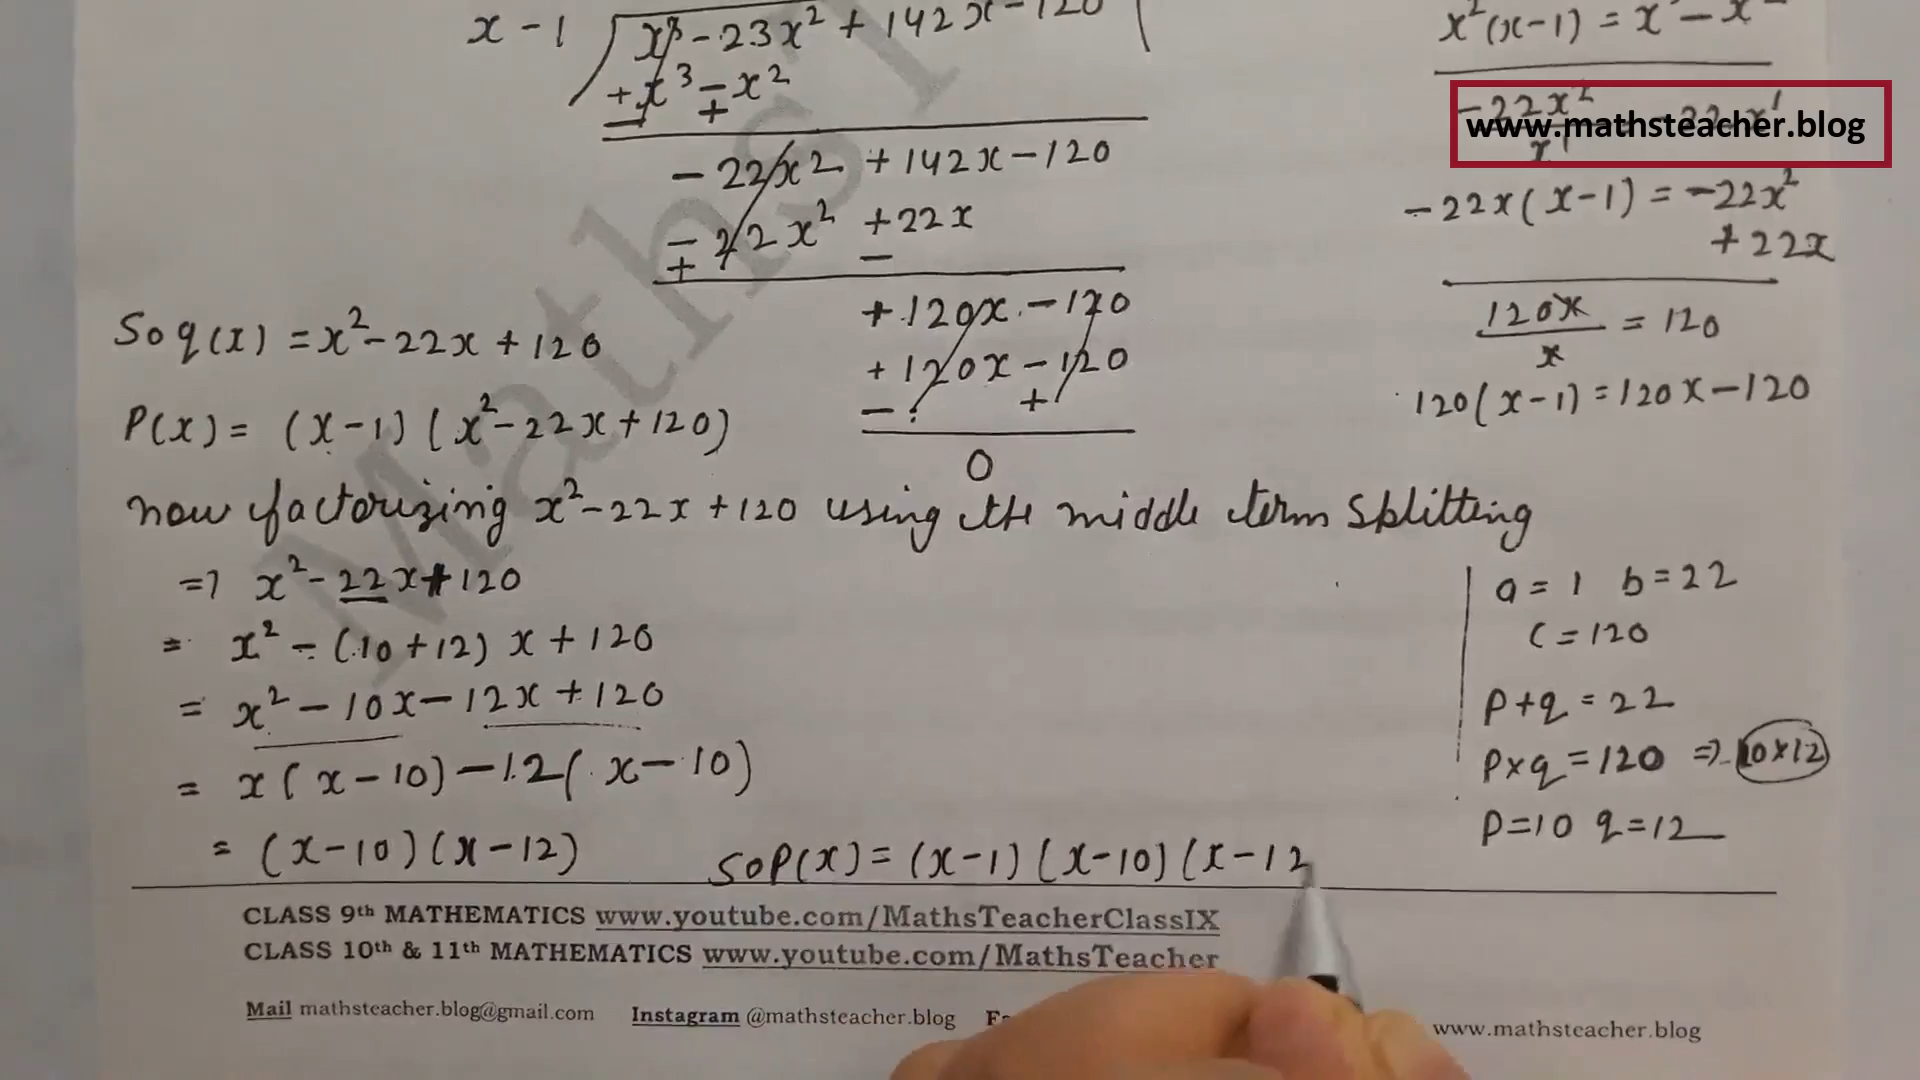 x - 1 x³ - 23x² + 142x - 120
+ x³ - x²
- +
- 22x² + 142x - 120
- 22x² + 22x
+ -
+ 120x - 120
+ 120x - 120
- +
0
x²(x-1) = x³ - x²
-22x²
x¹
www.mathsteacher.blog
-22x(x-1) = -22x²
+22x
120x = 120
x
120(x-1) = 120x - 120
So q(x) = x² - 22x + 120
P(x) = (x-1)(x² - 22x + 120)
now factorizing x² - 22x + 120 using the middle term splitting
=> x² - 22x + 120
= x² - (10+12)x + 120
= x² - 10x - 12x + 120
= x(x-10) - 12(x-10)
= (x-10)(x-12)
So P(x) = (x-1)(x-10)(x-12
a = 1 b = 22
c = 120
p+q = 22
p×q = 120 => 10×12
p=10 q=12
CLASS 9th MATHEMATICS www.youtube.com/MathsTeacherClassIX
CLASS 10th & 11th MATHEMATICS www.youtube.com/MathsTeacher
Mail mathsteacher.blog@gmail.com Instagram @mathsteacher.blog
www.mathsteacher.blog